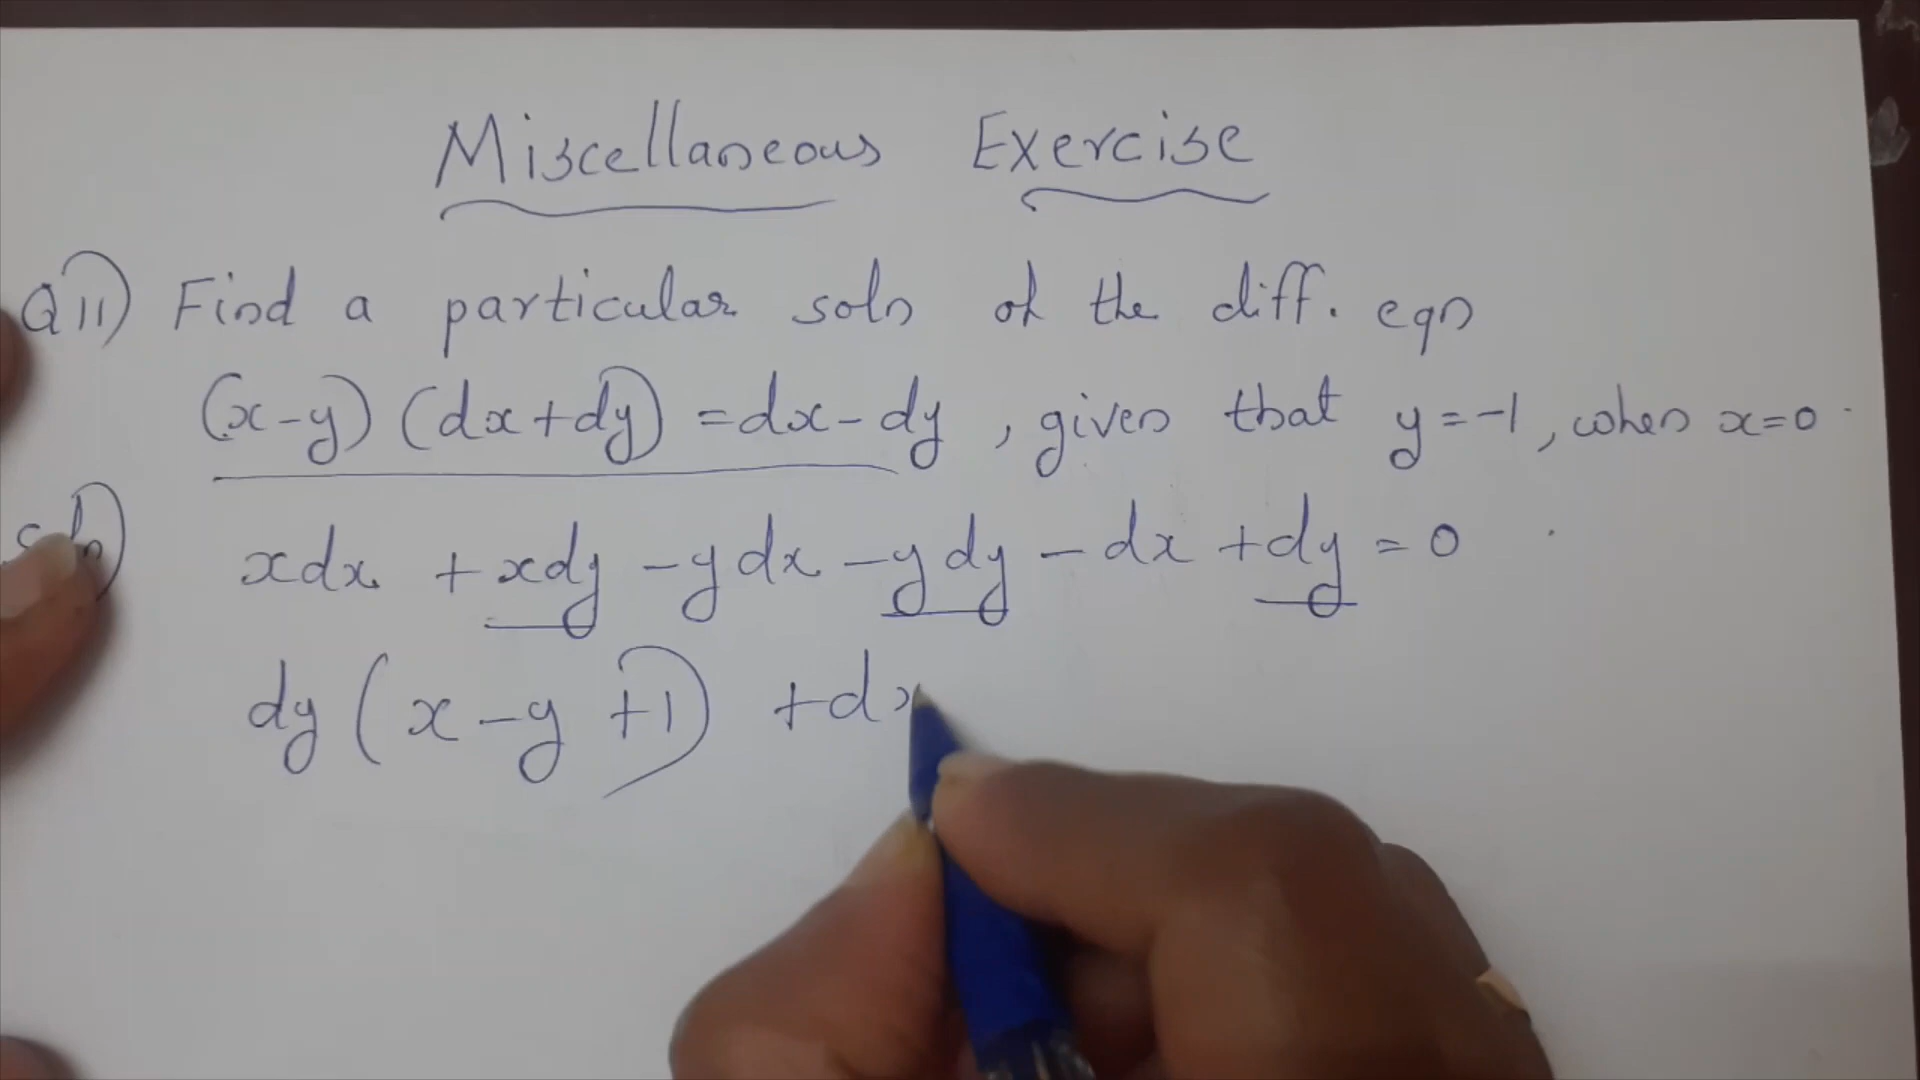 Miscellaneous Exercise
Q11) Find a particular soln of the diff. eqn
(x-y) (dx+dy) = dx-dy , given that y=-1, when x=0.
xdx + xdy - ydx - ydy - dx + dy = 0
dy (x - y + 1) + dx